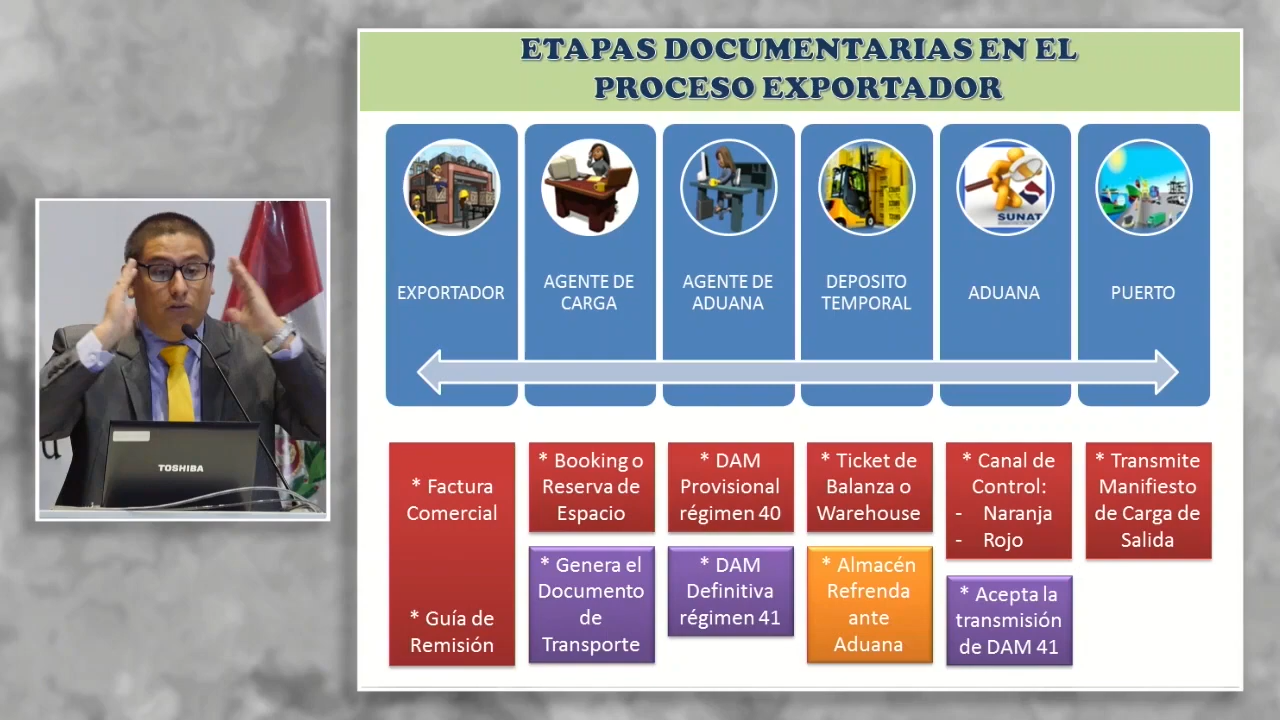 ETAPAS DOCUMENTARIAS EN EL
PROCESO EXPORTADOR
SUNAT
EXPORTADOR
AGENTE DE
CARGA
AGENTE DE
ADUANA
DEPOSITO
TEMPORAL
ADUANA
PUERTO
* Factura
Comercial
* Guía de
Remisión
* Booking o
Reserva de
Espacio
* Genera el
Documento
de
Transporte
* DAM
Provisional
régimen 40
* DAM
Definitiva
régimen 41
* Ticket de
Balanza o
Warehouse
* Almacén
Refrenda
ante
Aduana
* Canal de
Control:
- Naranja
- Rojo
* Acepta la
transmisión
de DAM 41
* Transmite
Manifiesto
de Carga de
Salida
TOSHIBA